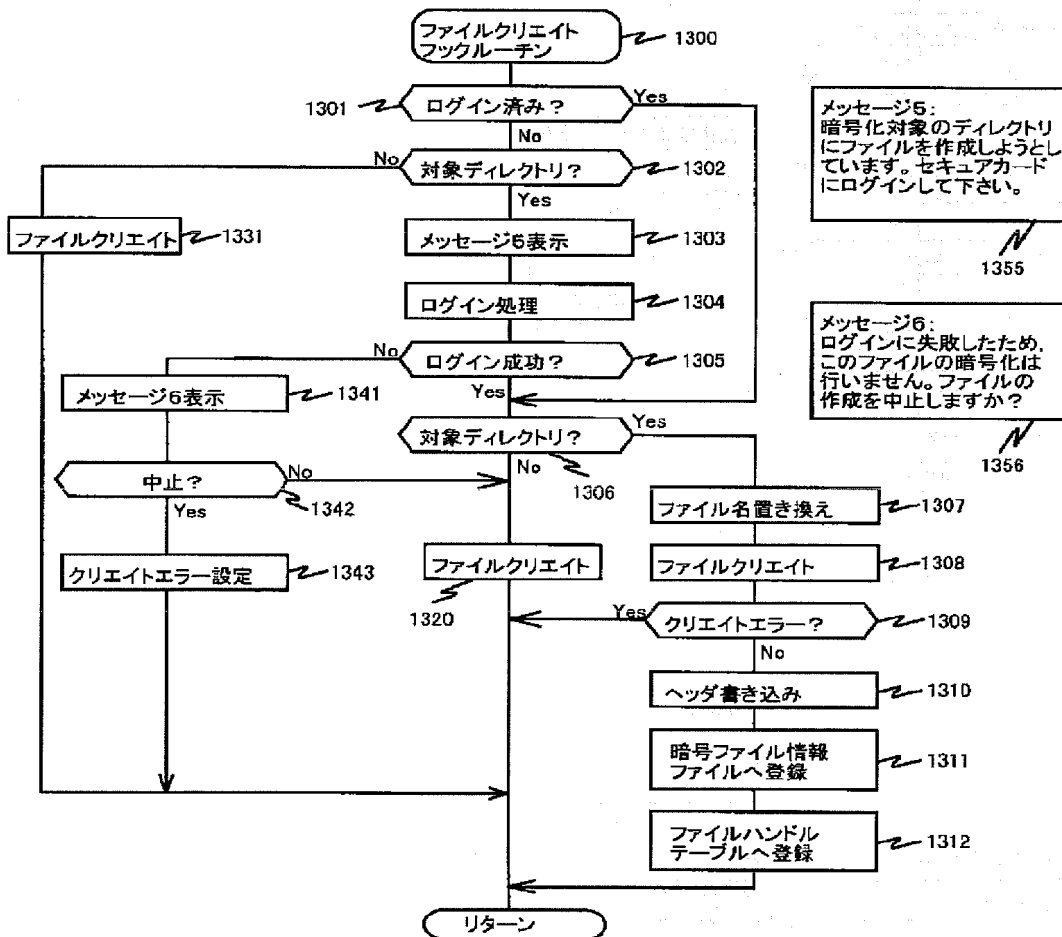 ファイルクリエイト
フックルーチン
1300
1301
ログイン済み？
Yes
No
No
対象ディレクトリ？
1302
Yes
ファイルクリエイト
1331
メッセージ5表示
1303
ログイン処理
1304
No
ログイン成功？
1305
Yes
メッセージ6表示
1341
対象ディレクトリ？
Yes
No
1306
中止？
No
1342
Yes
ファイル名置き換え
1307
クリエイトエラー設定
1343
ファイルクリエイト
1320
ファイルクリエイト
1308
Yes
クリエイトエラー？
1309
No
ヘッダ書き込み
1310
暗号ファイル情報
ファイルへ登録
1311
ファイルハンドル
テーブルへ登録
1312
リターン
メッセージ5：
暗号化対象のディレクトリ
にファイルを作成しようとし
ています。セキュアカード
にログインして下さい。
1355
メッセージ6：
ログインに失敗したため、
このファイルの暗号化は
行いません。ファイルの
作成を中止しますか？
1356